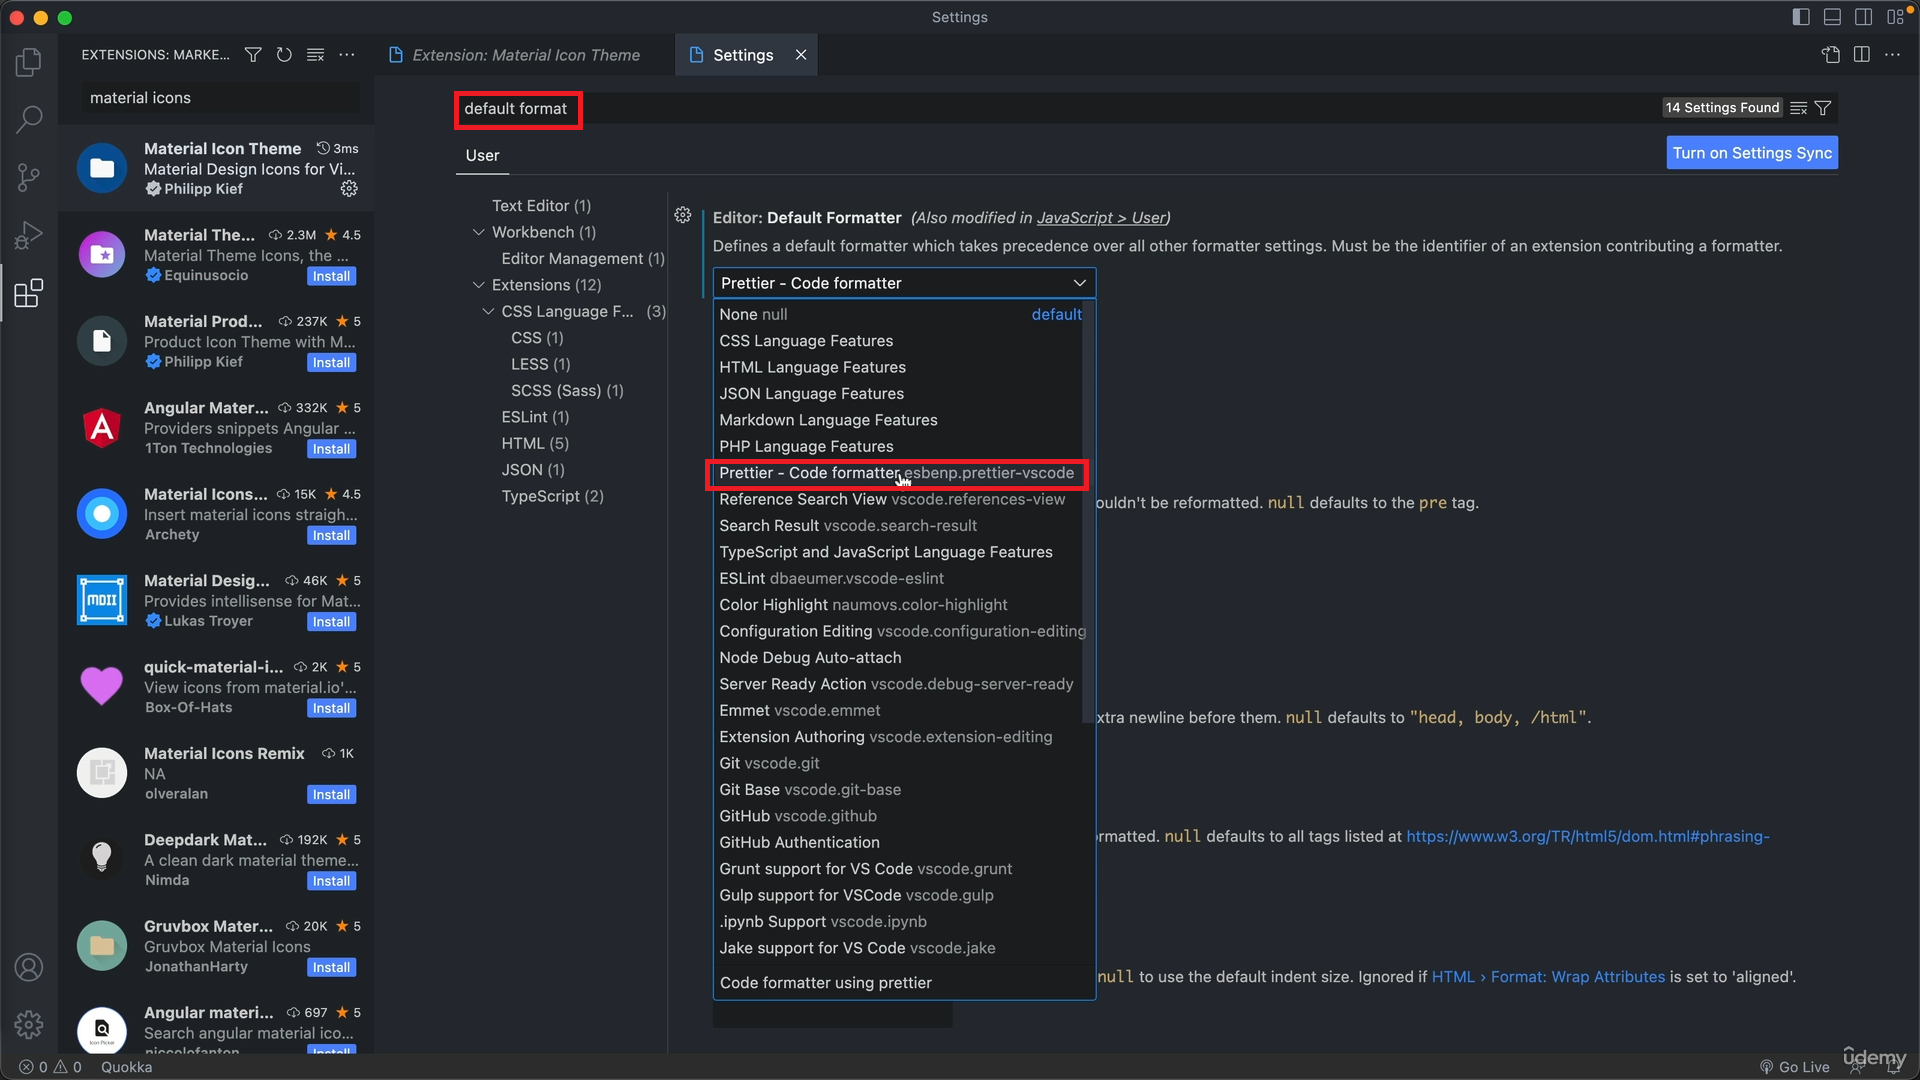 Settings
EXTENSIONS: MARKE...
Extension: Material Icon Theme
Settings
material icons
default format
14 Settings Found
User
Turn on Settings Sync
Material Icon Theme 3ms
Material Design Icons for Vi...
Philipp Kief
Material The... 2.3M 4.5
Material Theme Icons, the ...
Equinusocio Install
Material Prod... 237K 5
Product Icon Theme with M...
Philipp Kief Install
Angular Mater... 332K 5
Providers snippets Angular ...
1Ton Technologies Install
Material Icons... 15K 4.5
Insert material icons straigh...
Archety Install
MDII
Material Desig... 46K 5
Provides intellisense for Mat...
Lukas Troyer Install
quick-material-i... 2K 5
View icons from material.io'...
Box-Of-Hats Install
Material Icons Remix 1K
NA
olveralan Install
Deepdark Mat... 192K 5
A clean dark material theme...
Nimda Install
Gruvbox Mater... 20K 5
Gruvbox Material Icons
JonathanHarty Install
Angular materi... 697 5
Search angular material ico...
niccolofanton Install
Icon Picker
Text Editor (1)
Workbench (1)
Editor Management (1)
Extensions (12)
CSS Language F... (3)
CSS (1)
LESS (1)
SCSS (Sass) (1)
ESLint (1)
HTML (5)
JSON (1)
TypeScript (2)
Editor: Default Formatter (Also modified in JavaScript > User)
Defines a default formatter which takes precedence over all other formatter settings. Must be the identifier of an extension contributing a formatter.
Prettier - Code formatter
None null default
CSS Language Features
HTML Language Features
JSON Language Features
Markdown Language Features
PHP Language Features
Prettier - Code formatter esbenp.prettier-vscode
Reference Search View vscode.references-view
ouldn't be reformatted. null defaults to the pre tag.
Search Result vscode.search-result
TypeScript and JavaScript Language Features
ESLint dbaeumer.vscode-eslint
Color Highlight naumovs.color-highlight
Configuration Editing vscode.configuration-editing
Node Debug Auto-attach
Server Ready Action vscode.debug-server-ready
Emmet vscode.emmet
xtra newline before them. null defaults to "head, body, /html".
Extension Authoring vscode.extension-editing
Git vscode.git
Git Base vscode.git-base
GitHub vscode.github
rmatted. null defaults to all tags listed at https://www.w3.org/TR/html5/dom.html#phrasing-
GitHub Authentication
Grunt support for VS Code vscode.grunt
Gulp support for VSCode vscode.gulp
.ipynb Support vscode.ipynb
Jake support for VS Code vscode.jake
Code formatter using prettier
null to use the default indent size. Ignored if HTML › Format: Wrap Attributes is set to 'aligned'.
0 0 Quokka
Go Live
ûdemy